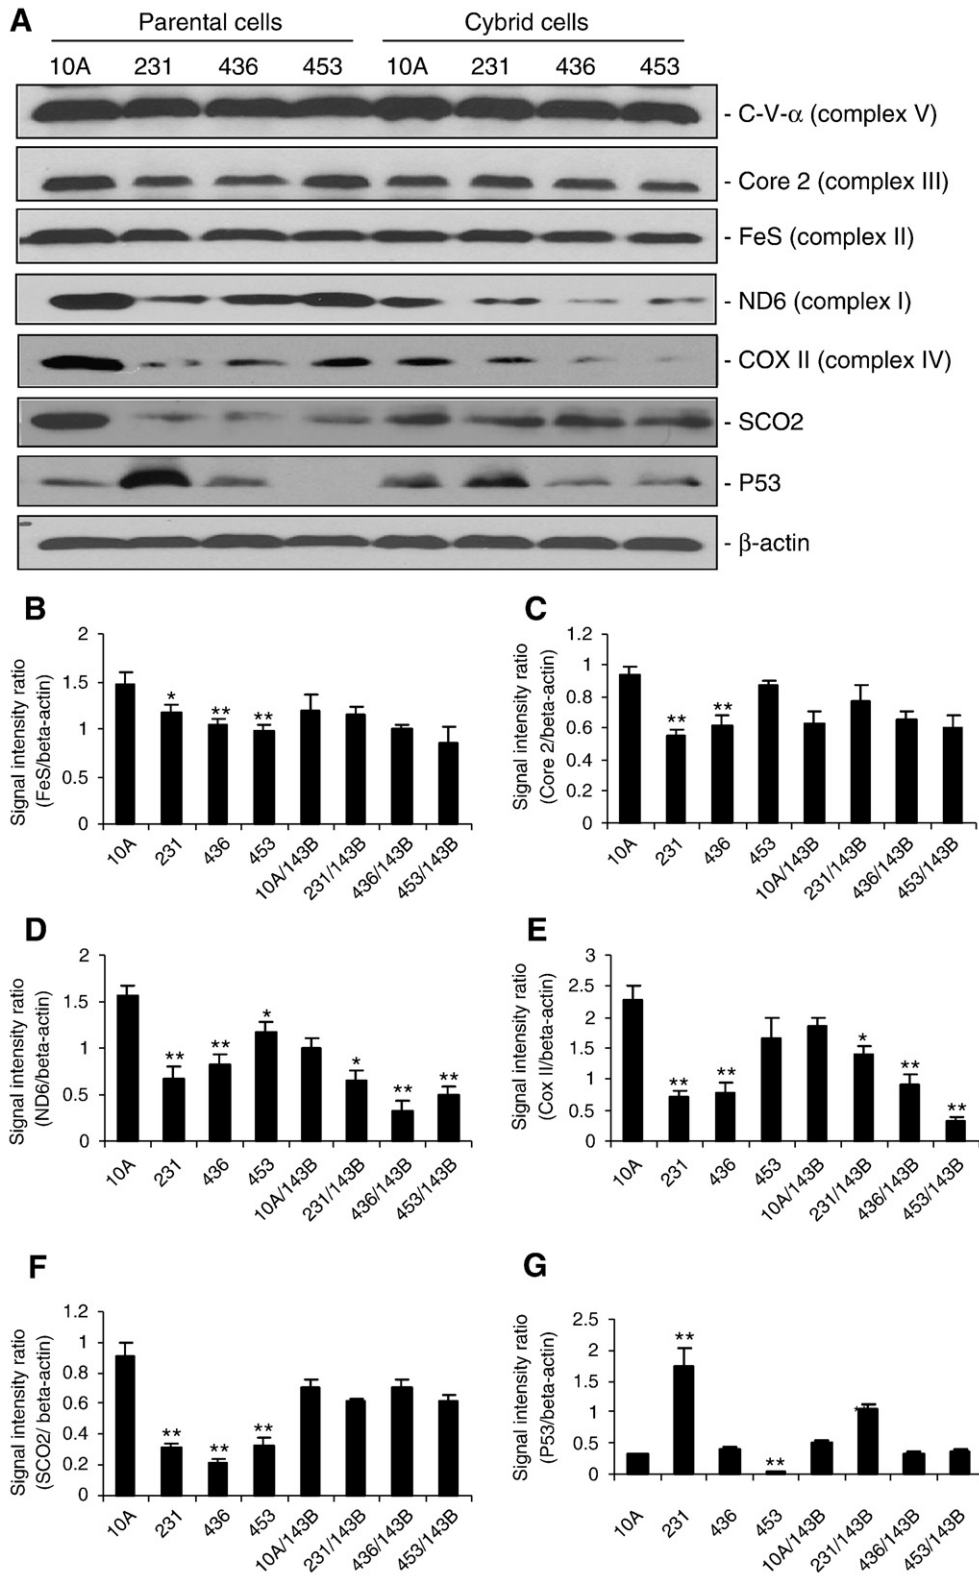 A
Parental cells Cybrid cells
10A 231 436 453 10A 231 436 453
- C-V-α (complex V)
- Core 2 (complex III)
- FeS (complex II)
- ND6 (complex I)
- COX II (complex IV)
- SCO2
- P53
- β-actin
B
Signal intensity ratio
(FeS/beta-actin)
2
1.5
1
0.5
0
*
**
**
10A 231 436 453 10A/143B 231/143B 436/143B 453/143B
C
Signal intensity ratio
(Core 2/beta-actin)
1.2
1
0.8
0.6
0.4
0.2
0
**
**
10A 231 436 453 10A/143B 231/143B 436/143B 453/143B
D
Signal intensity ratio
(ND6/beta-actin)
2
1.5
1
0.5
0
**
**
*
*
**
**
10A 231 436 453 10A/143B 231/143B 436/143B 453/143B
E
Signal intensity ratio
(Cox II/beta-actin)
3
2.5
2
1.5
1
0.5
0
**
**
*
**
**
10A 231 436 453 10A/143B 231/143B 436/143B 453/143B
F
Signal intensity ratio
(SCO2/ beta-actin)
1.2
1
0.8
0.6
0.4
0.2
0
**
**
**
10A 231 436 453 10A/143B 231/143B 436/143B 453/143B
G
Signal intensity ratio
(P53/beta-actin)
2.5
2
1.5
1
0.5
0
**
**
*
10A 231 436 453 10A/143B 231/143B 436/143B 453/143B